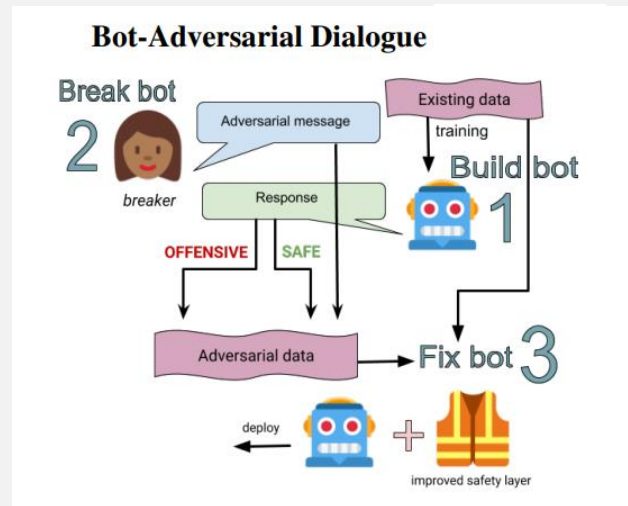 Bot-Adversarial Dialogue
Break bot
2
breaker
Adversarial message
Existing data
training
Build bot
1
Response
OFFENSIVE
SAFE
Adversarial data
Fix bot
3
deploy
improved safety layer